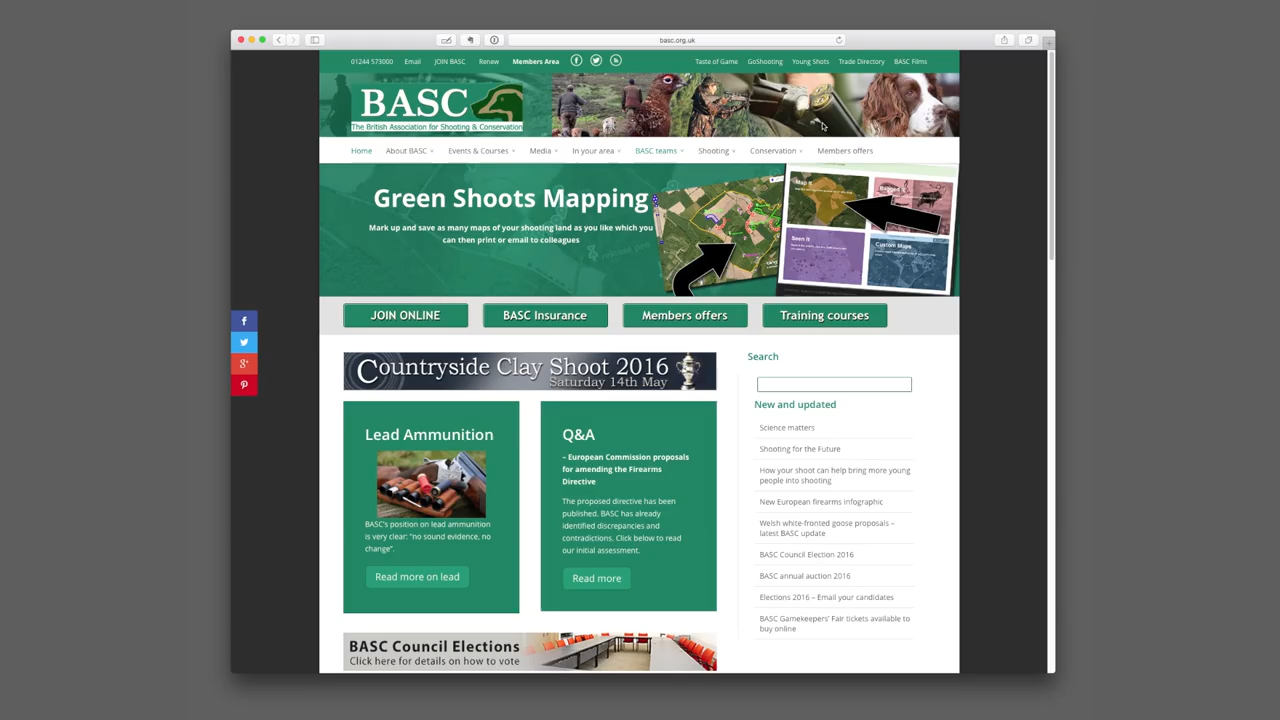 basc.org.uk
01244 573000 Email JOIN BASC Renew Members Area Taste of Game GoShooting Young Shots Trade Directory BASC Films
BASC
The British Association for Shooting & Conservation
Home About BASC Events & Courses Media In your area BASC teams Shooting Conservation Members offers
Green Shoots Mapping
Mark up and save as many maps of your shooting land as you like which you
can then print or email to colleagues
Map It
Bagged It
Seen It
Custom Maps
JOIN ONLINE BASC Insurance Members offers Training courses
Countryside Clay Shoot 2016
Saturday 14th May
Lead Ammunition
BASC's position on lead ammunition
is very clear: "no sound evidence, no
change".
Read more on lead
Q&A
– European Commission proposals
for amending the Firearms
Directive
The proposed directive has been
published. BASC has already
identified discrepancies and
contradictions. Click below to read
our initial assessment.
Read more
BASC Council Elections
Click here for details on how to vote
Search
New and updated
Science matters
Shooting for the Future
How your shoot can help bring more young
people into shooting
New European firearms infographic
Welsh white-fronted goose proposals –
latest BASC update
BASC Council Election 2016
BASC annual auction 2016
Elections 2016 – Email your candidates
BASC Gamekeepers' Fair tickets available to
buy online